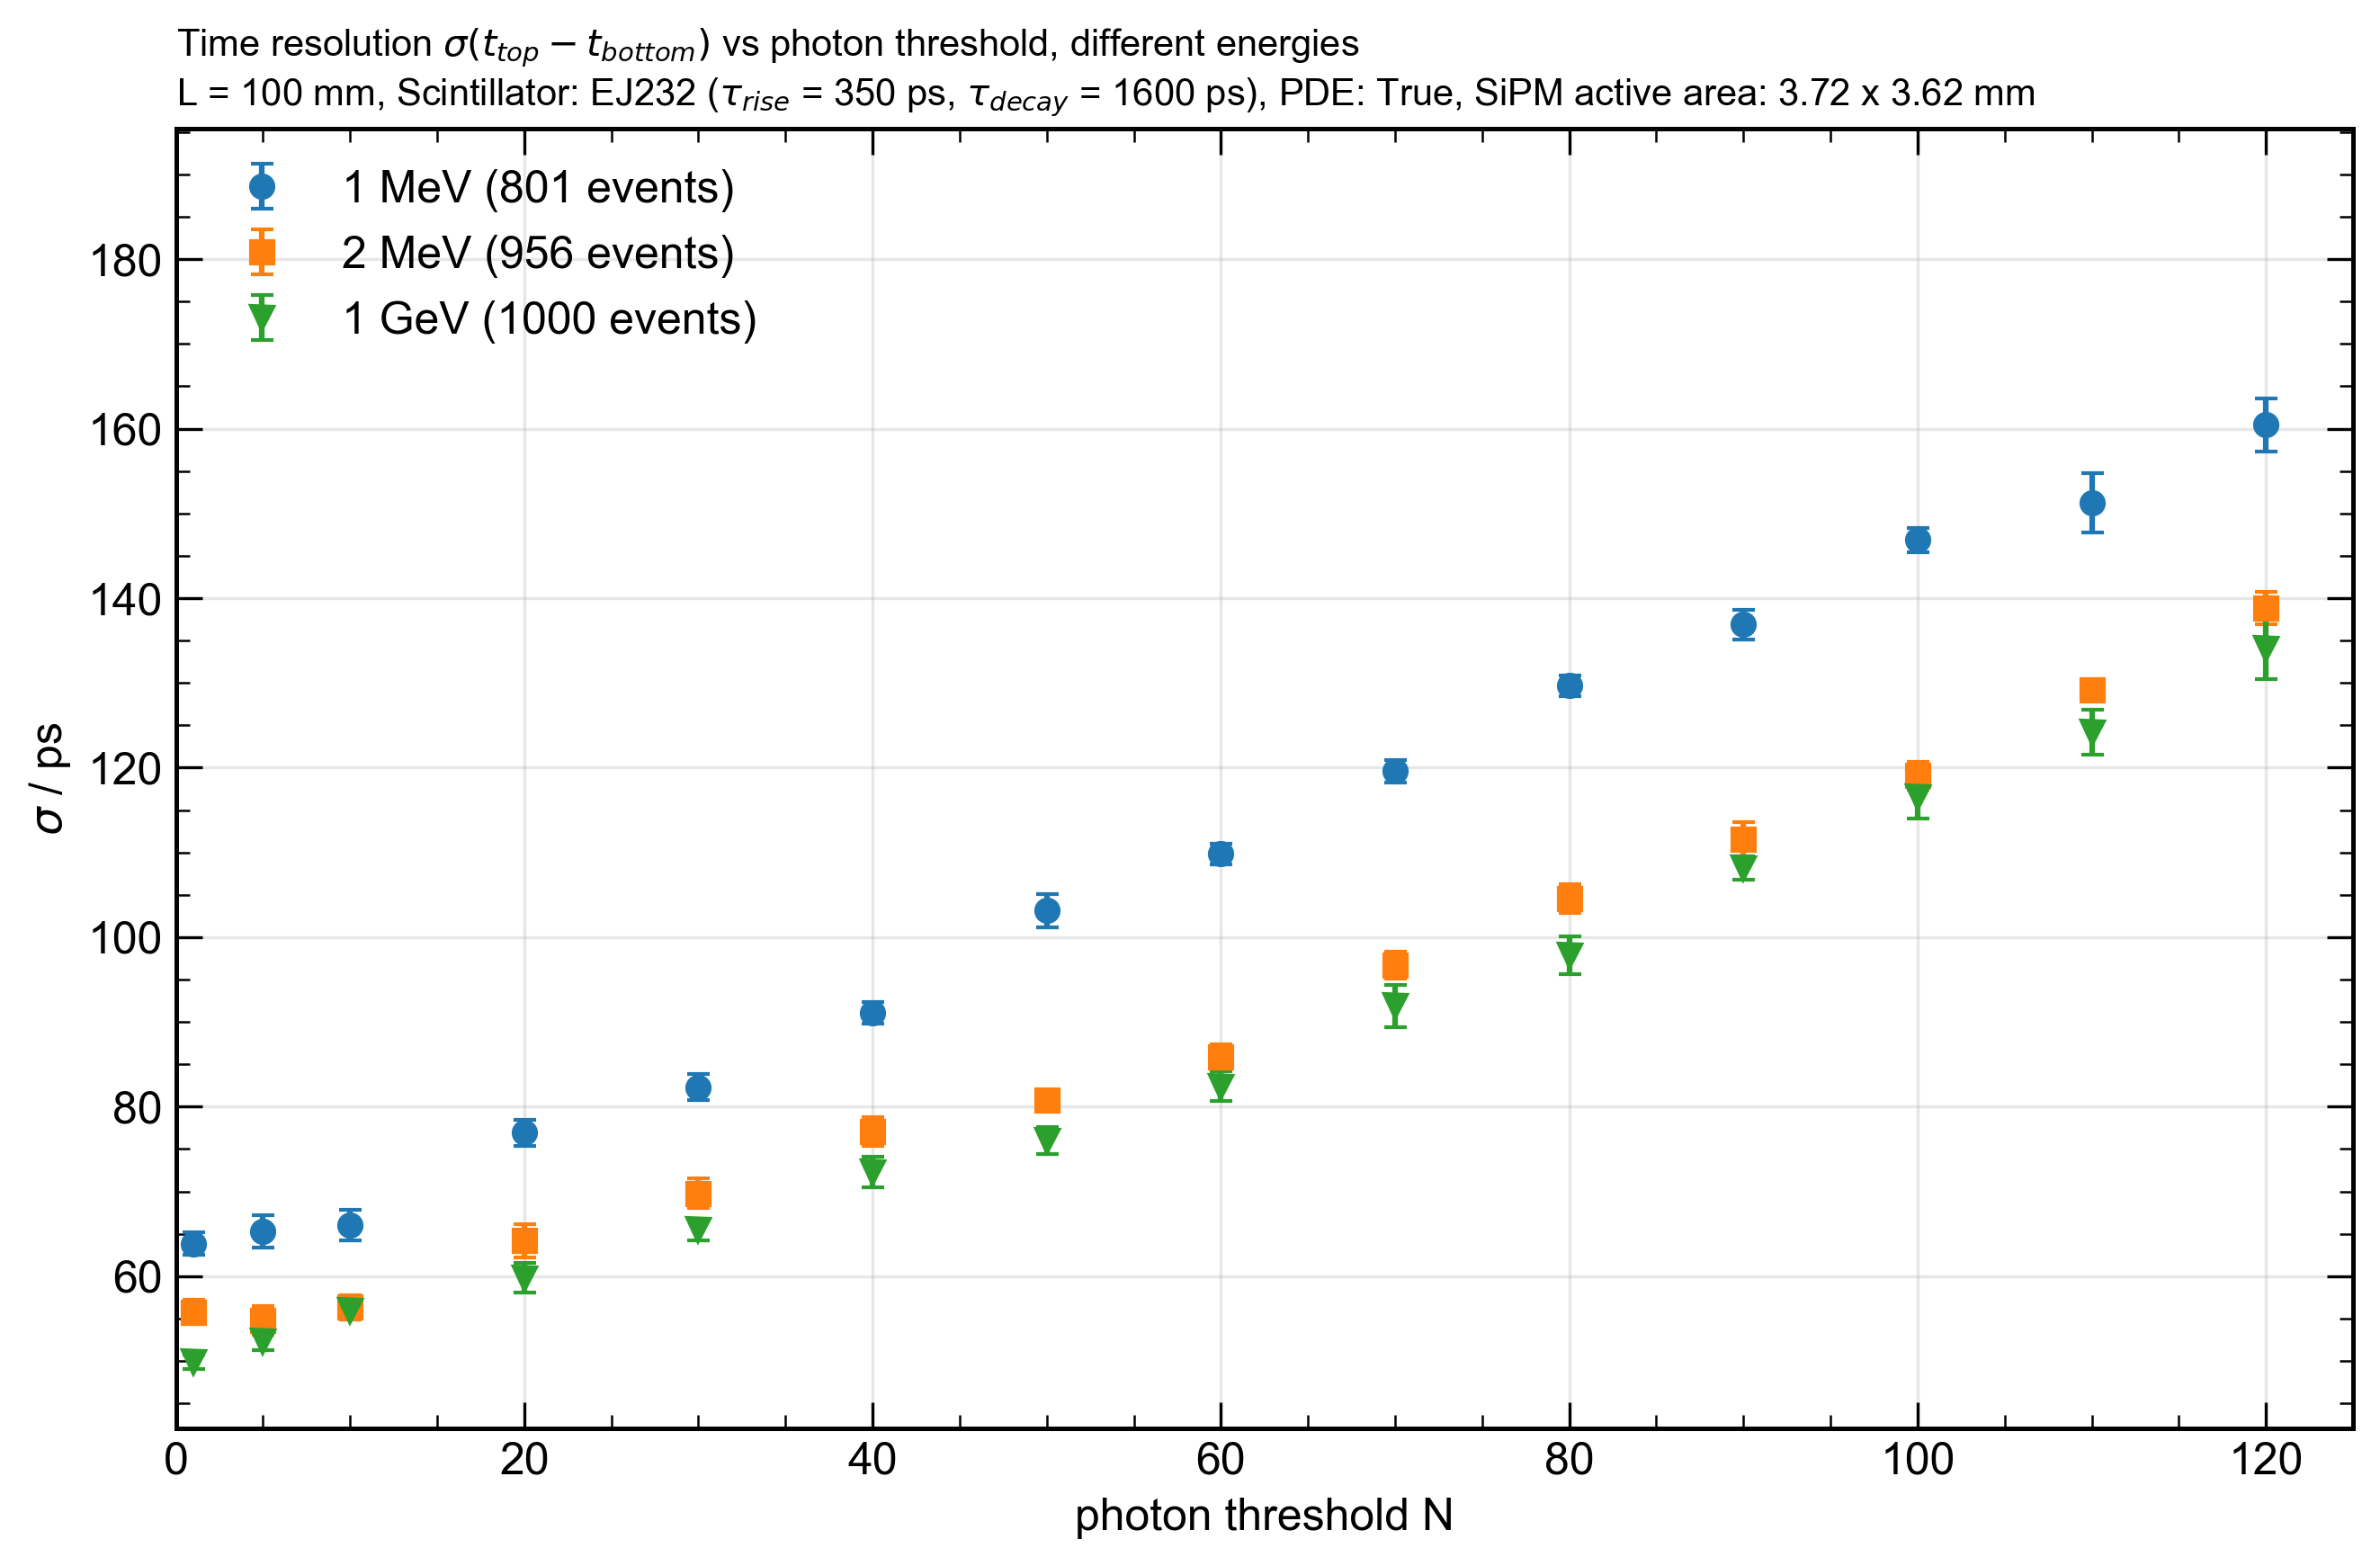 Time resolution σ(t_top − t_bottom) vs photon threshold, different energies
L = 100 mm, Scintillator: EJ232 (τ_rise = 350 ps, τ_decay = 1600 ps), PDE: True, SiPM active area: 3.72 x 3.62 mm
1 MeV (801 events)
2 MeV (956 events)
1 GeV (1000 events)
180
160
140
120
100
80
60
σ / ps
0 20 40 60 80 100 120
photon threshold N